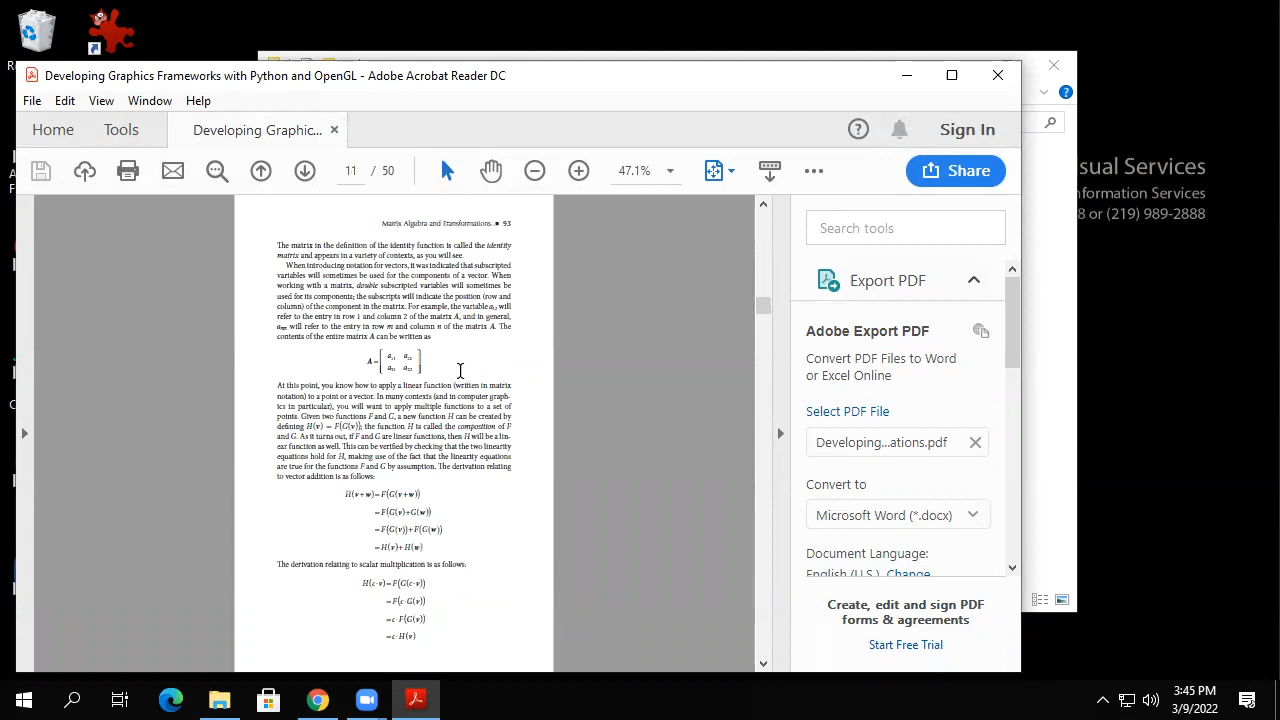 usual Services
nformation Services
8 or (219) 989-2888
Developing Graphics Frameworks with Python and OpenGL - Adobe Acrobat Reader DC
File Edit View Window Help
Home Tools Developing Graphic... Sign In
11 / 50 47.1% Share
Matrix Algebra and Transformations ■ 93
The matrix in the definition of the identity function is called the identity
matrix and appears in a variety of contexts, as you will see.
When introducing notation for vectors, it was indicated that subscripted
variables will sometimes be used for the components of a vector. When
working with a matrix, double subscripted variables will sometimes be
used for its components; the subscripts will indicate the position (row and
column) of the component in the matrix. For example, the variable a₁₂ will
refer to the entry in row 1 and column 2 of the matrix A, and in general,
aₘₙ will refer to the entry in row m and column n of the matrix A. The
contents of the entire matrix A can be written as
A = [ a₁₁ a₁₂
a₂₁ a₂₂ ]
At this point, you know how to apply a linear function (written in matrix
notation) to a point or a vector. In many contexts (and in computer graph-
ics in particular), you will want to apply multiple functions to a set of
points. Given two functions F and G, a new function H can be created by
defining H(v) = F(G(v)); the function H is called the composition of F
and G. As it turns out, if F and G are linear functions, then H will be a lin-
ear function as well. This can be verified by checking that the two linearity
equations hold for H, making use of the fact that the linearity equations
are true for the functions F and G by assumption. The derivation relating
to vector addition is as follows:
H(v+w)=F(G(v+w))
=F(G(v)+G(w))
=F(G(v))+F(G(w))
=H(v)+H(w)
The derivation relating to scalar multiplication is as follows:
H(c·v)=F(G(c·v))
=F(c·G(v))
=c·F(G(v))
=c·H(v)
Search tools
Export PDF
Adobe Export PDF
Convert PDF Files to Word
or Excel Online
Select PDF File
Developing...ations.pdf
Convert to
Microsoft Word (*.docx)
Document Language:
English (U.S.) Change
Create, edit and sign PDF
forms & agreements
Start Free Trial
3:45 PM
3/9/2022